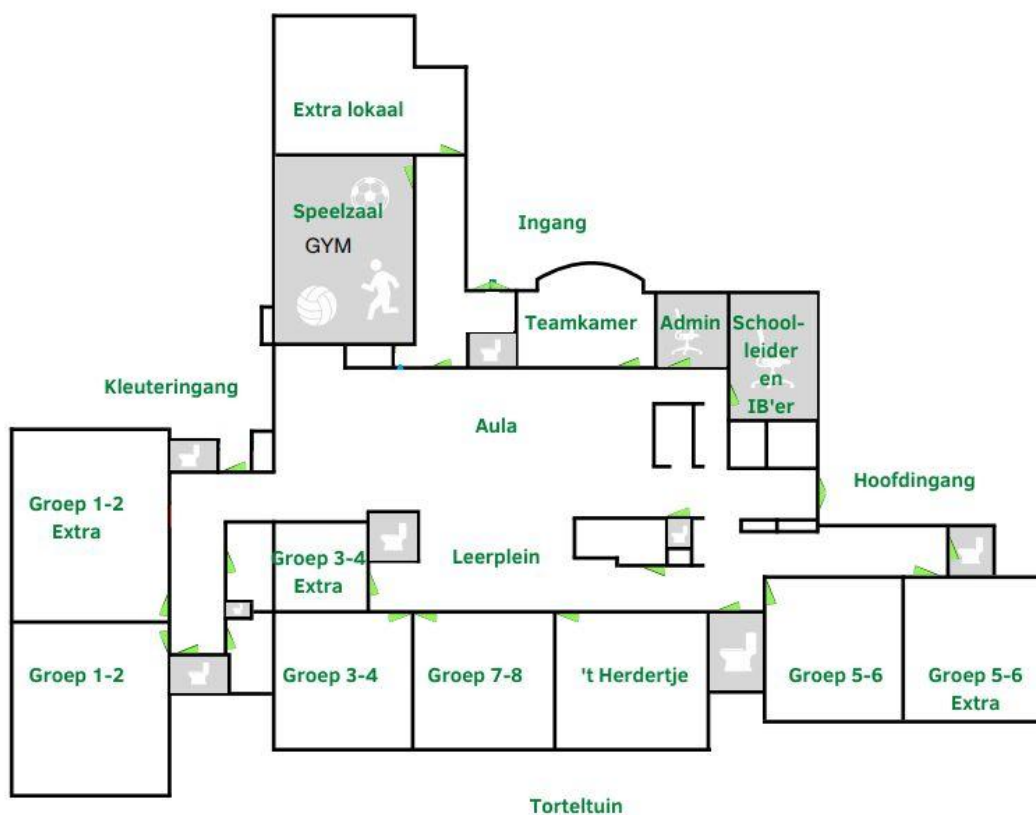 Extra lokaal
Speelzaal
GYM
Ingang
Teamkamer
Admin
School-
leider
en
IB'er
Kleuteringang
Aula
Hoofdingang
Groep 1-2
Extra
Groep 3-4
Extra
Leerplein
Groep 1-2
Groep 3-4
Groep 7-8
't Herdertje
Groep 5-6
Groep 5-6
Extra
Torteltuin